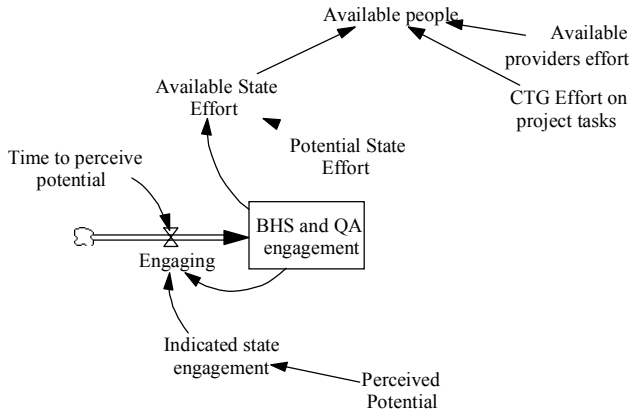 Available people
Available
providers effort
Available State
Effort
CTG Effort on
project tasks
Potential State
Effort
Time to perceive
potential
BHS and QA
engagement
Engaging
Indicated state
engagement
Perceived
Potential